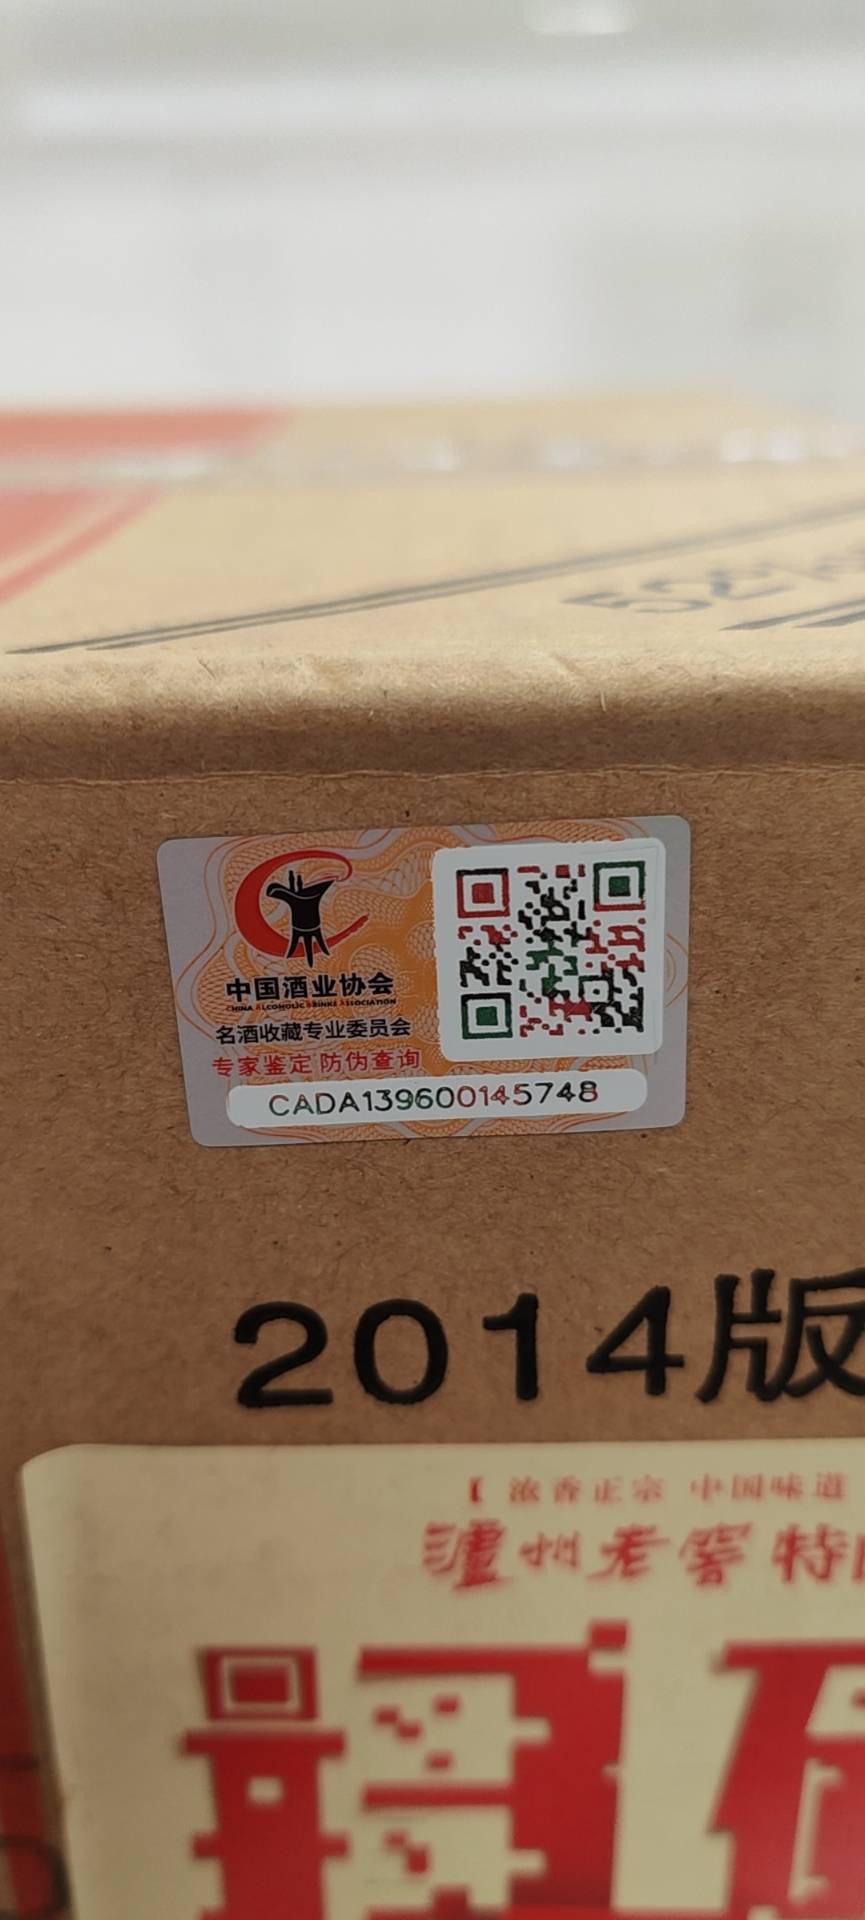 52%
中国酒业协会
CHINA ALCOHOLIC DRINKS ASSOCIATION
名酒收藏专业委员会
专家鉴定 防伪查询
CADA139600145748
2014版
【浓香正宗 中国味道
泸州老窖特